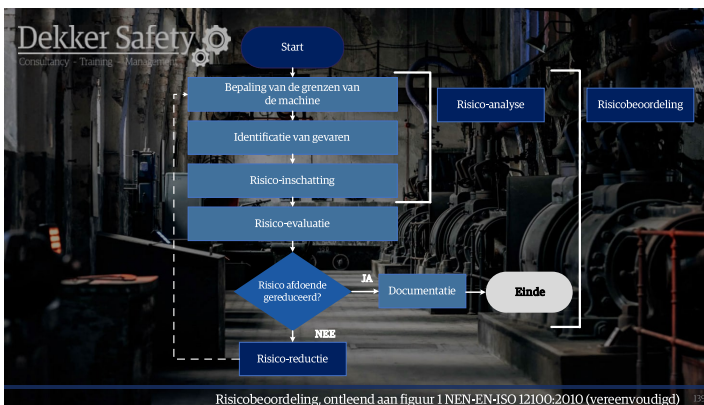 Dekker Safety
Consultancy - Training - Management
Start
Bepaling van de grenzen van
de machine
Identificatie van gevaren
Risico-inschatting
Risico-evaluatie
Risico-analyse
Risicobeoordeling
Risico afdoende
gereduceerd?
JA
Documentatie
Einde
NEE
Risico-reductie
Risicobeoordeling, ontleend aan figuur 1 NEN-EN-ISO 12100:2010 (vereenvoudigd)